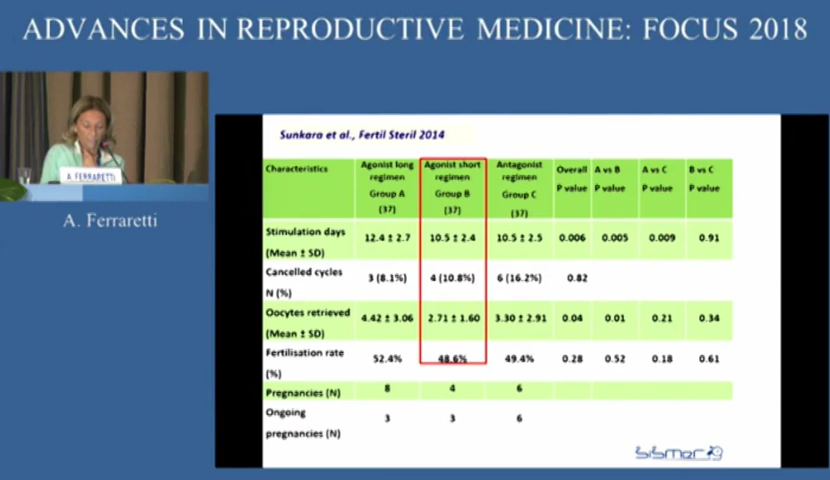 ADVANCES IN REPRODUCTIVE MEDICINE: FOCUS 2018
A. FERRARETTI
A. Ferraretti
Sunkara et al., Fertil Steril 2014
Characteristics Agonist long regimen Group A (37) Agonist short regimen Group B (37) Antagonist regimen Group C (37) Overall P value A vs B P value A vs C P value B vs C P value
Stimulation days (Mean ± SD) 12.4 ± 2.7 10.5 ± 2.4 10.5 ± 2.5 0.006 0.005 0.009 0.91
Cancelled cycles N (%) 3 (8.1%) 4 (10.8%) 6 (16.2%) 0.82
Oocytes retrieved (Mean ± SD) 4.42 ± 3.06 2.71 ± 1.60 3.30 ± 2.91 0.04 0.01 0.21 0.34
Fertilisation rate (%) 52.4% 48.6% 49.4% 0.28 0.52 0.18 0.61
Pregnancies (N) 8 4 6
Ongoing pregnancies (N) 3 3 6
SISMER